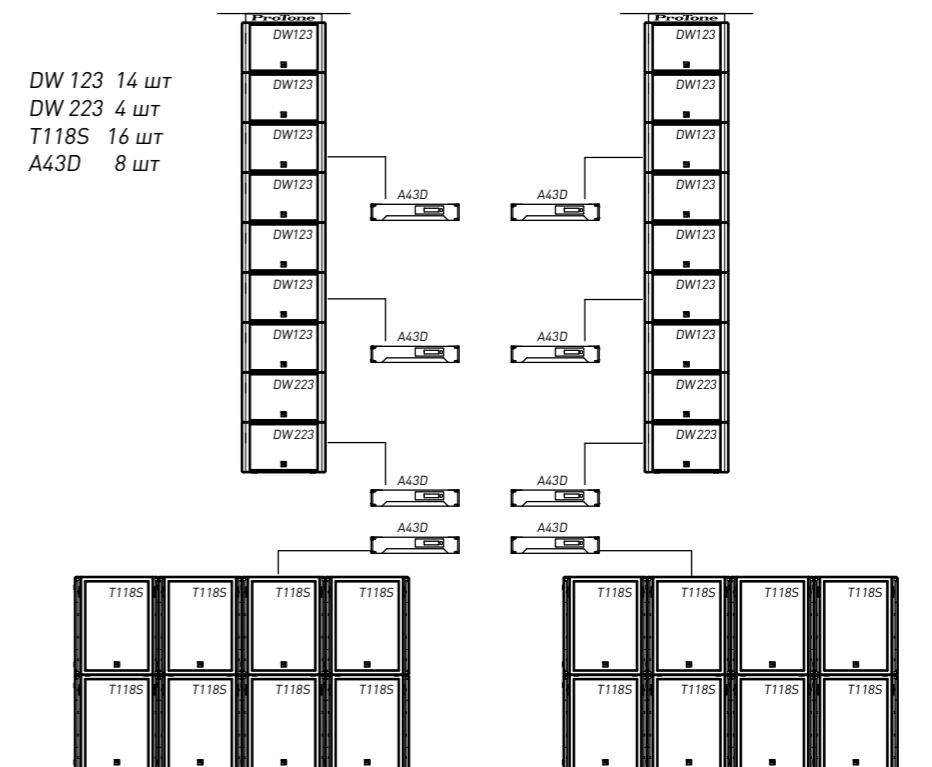 ProTone ProTone
DW123 DW123
DW 123 14 шт
DW123 DW123
DW 223 4 шт
T118S 16 шт
DW123 DW123
A43D 8 шт
DW123 DW123
A43D A43D
DW123 DW123
DW123 DW123
DW123 DW123
A43D A43D
DW223 DW223
DW223 DW223
A43D A43D
A43D A43D
T118S T118S T118S T118S T118S T118S T118S T118S
T118S T118S T118S T118S T118S T118S T118S T118S